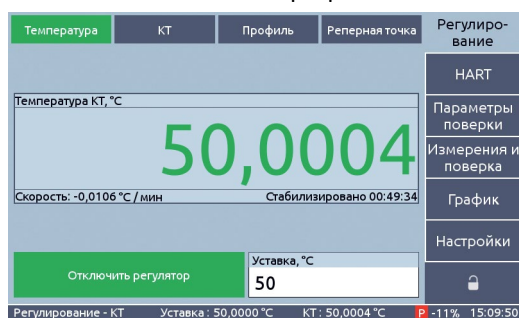 Температура КТ Профиль Реперная точка Регулиро-
вание
HART
Температура КТ, °С
Параметры
поверки
50,0004
Измерения и
поверка
Скорость: -0,0106 °С / мин Стабилизировано 00:49:34
График
Настройки
Отключить регулятор
Уставка, °С
50
Регулирование - КТ Уставка : 50,0000 °С КТ : 50,0004 °С P -11% 15:09:50